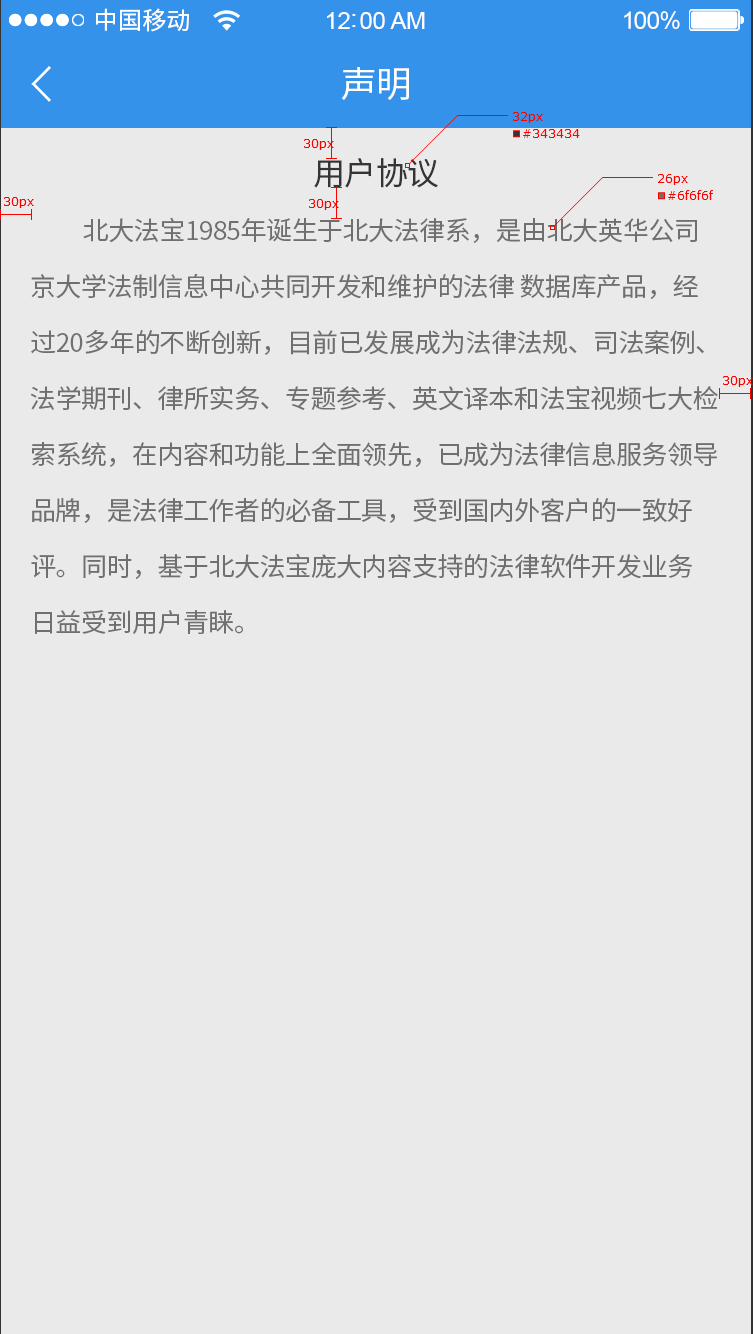 中国移动 12:00 AM 100%
声明
32px
#343434
30px
用户协议
26px
#6f6f6f
30px
30px
北大法宝1985年诞生于北大法律系，是由北大英华公司
京大学法制信息中心共同开发和维护的法律 数据库产品，经
过20多年的不断创新，目前已发展成为法律法规、司法案例、
30px
法学期刊、律所实务、专题参考、英文译本和法宝视频七大检
索系统，在内容和功能上全面领先，已成为法律信息服务领导
品牌，是法律工作者的必备工具，受到国内外客户的一致好
评。同时，基于北大法宝庞大内容支持的法律软件开发业务
日益受到用户青睐。